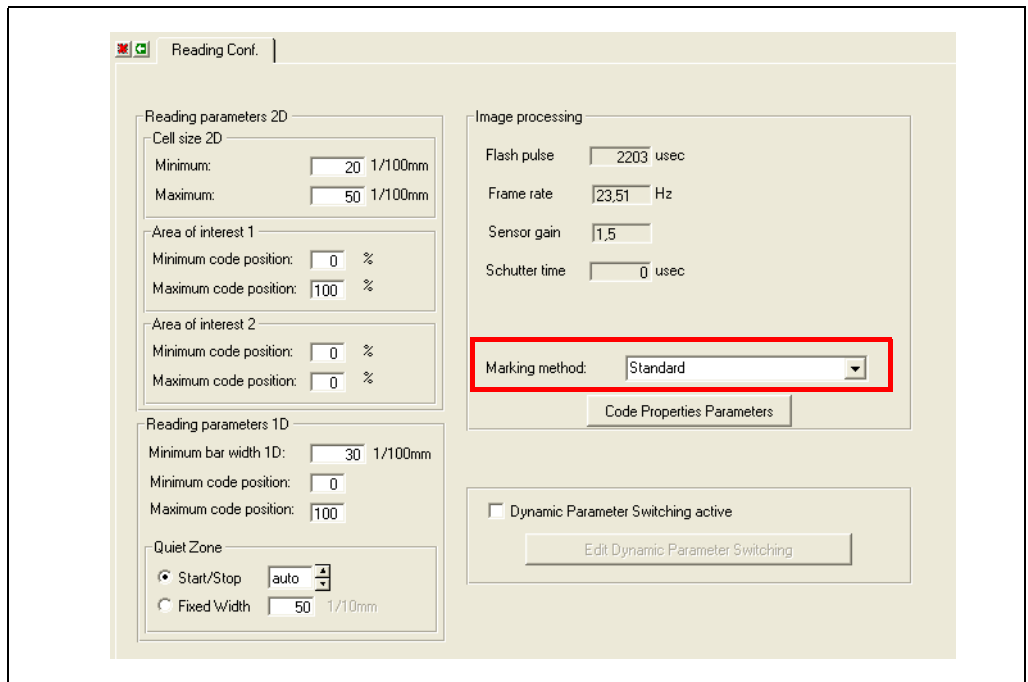 Reading Conf.
Reading parameters 2D
Cell size 2D
Minimum: 20 1/100mm
Maximum: 50 1/100mm
Area of interest 1
Minimum code position: 0 %
Maximum code position: 100 %
Area of interest 2
Minimum code position: 0 %
Maximum code position: 0 %
Reading parameters 1D
Minimum bar width 1D: 30 1/100mm
Minimum code position: 0
Maximum code position: 100
Quiet Zone
Start/Stop auto
Fixed Width 50 1/10mm
Image processing
Flash pulse 2203 usec
Frame rate 23,51 Hz
Sensor gain 1,5
Schutter time 0 usec
Marking method: Standard
Code Properties Parameters
Dynamic Parameter Switching active
Edit Dynamic Parameter Switching